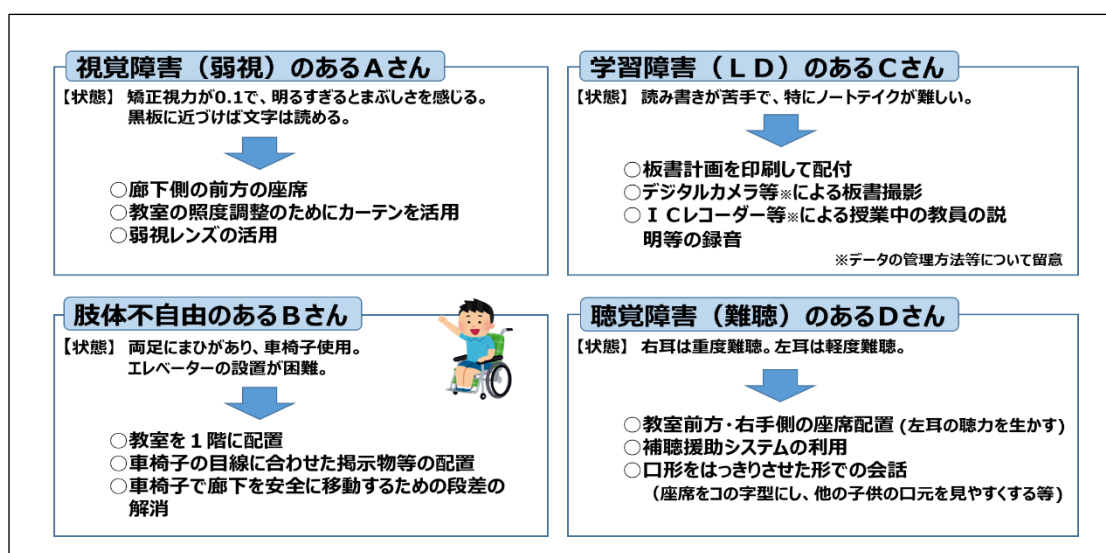 視覚障害（弱視）のあるAさん
【状態】 矯正視力が0.1で、明るすぎるとまぶしさを感じる。
黒板に近づけば文字は読める。
○廊下側の前方の座席
○教室の照度調整のためにカーテンを活用
○弱視レンズの活用
学習障害（ＬＤ）のあるCさん
【状態】 読み書きが苦手で、特にノートテイクが難しい。
○板書計画を印刷して配付
○デジタルカメラ等※による板書撮影
○ＩＣレコーダー等※による授業中の教員の説
明等の録音
※データの管理方法等について留意
肢体不自由のあるBさん
【状態】 両足にまひがあり、車椅子使用。
エレベーターの設置が困難。
○教室を１階に配置
○車椅子の目線に合わせた掲示物等の配置
○車椅子で廊下を安全に移動するための段差の
解消
聴覚障害（難聴）のあるDさん
【状態】 右耳は重度難聴。左耳は軽度難聴。
○教室前方・右手側の座席配置 (左耳の聴力を生かす)
○補聴援助システムの利用
○口形をはっきりさせた形での会話
（座席をコの字型にし、他の子供の口元を見やすくする等）